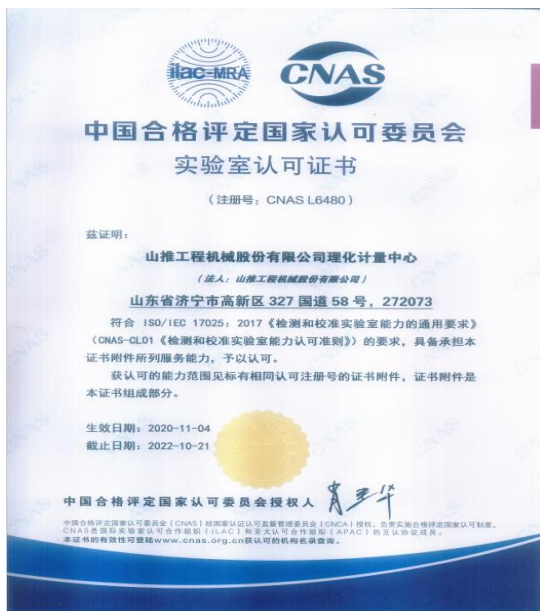 ilac-MRA
CNAS
中国合格评定国家认可委员会
实验室认可证书
（注册号：CNAS L6480）
兹证明：
山推工程机械股份有限公司理化计量中心
（法人：山推工程机械股份有限公司）
山东省济宁市高新区 327 国道 58 号，272073
符合 ISO/IEC 17025：2017《检测和校准实验室能力的通用要求》
（CNAS-CL01《检测和校准实验室能力认可准则》）的要求，具备承担本
证书附件所列服务能力，予以认可。
获认可的能力范围见标有相同认可注册号的证书附件，证书附件是
本证书组成部分。
生效日期：2020-11-04
截止日期：2022-10-21
中国合格评定国家认可委员会授权人
中国合格评定国家认可委员会（CNAS）经国家认证认可监督管理委员会（CNCA）授权，负责实施合格评定国家认可制度。
CNAS是国际实验室认可合作组织（ILAC）和亚太认可合作组织（APAC）的互认协议成员。
本证书的有效性可登陆www.cnas.org.cn获认可的机构名录查询。